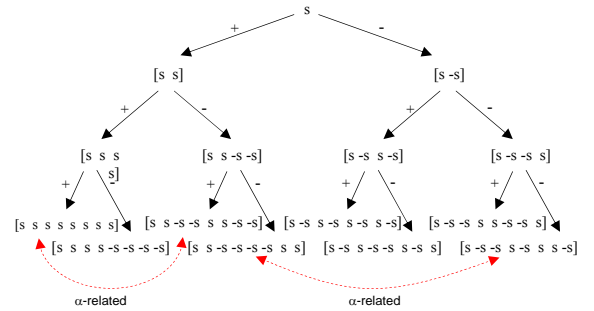 s
+ -
[s s] [s -s]
+ - + -
[s s s [s s -s -s] [s -s s -s] [s -s -s s]
s]
+ - + - + - + -
[s s s s s s s s] [s s -s -s s s -s -s] [s -s s -s s -s s -s] [s -s -s s s -s -s s]
[s s s s -s -s -s -s] [s s -s -s -s -s s s] [s -s s -s -s s -s s] [s -s -s s -s s s -s]
α-related α-related